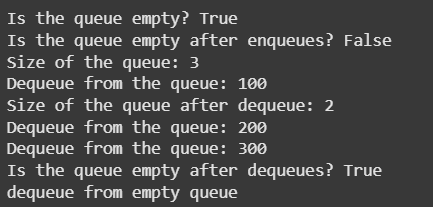 Is the queue empty? True
Is the queue empty after enqueues? False
Size of the queue: 3
Dequeue from the queue: 100
Size of the queue after dequeue: 2
Dequeue from the queue: 200
Dequeue from the queue: 300
Is the queue empty after dequeues? True
dequeue from empty queue